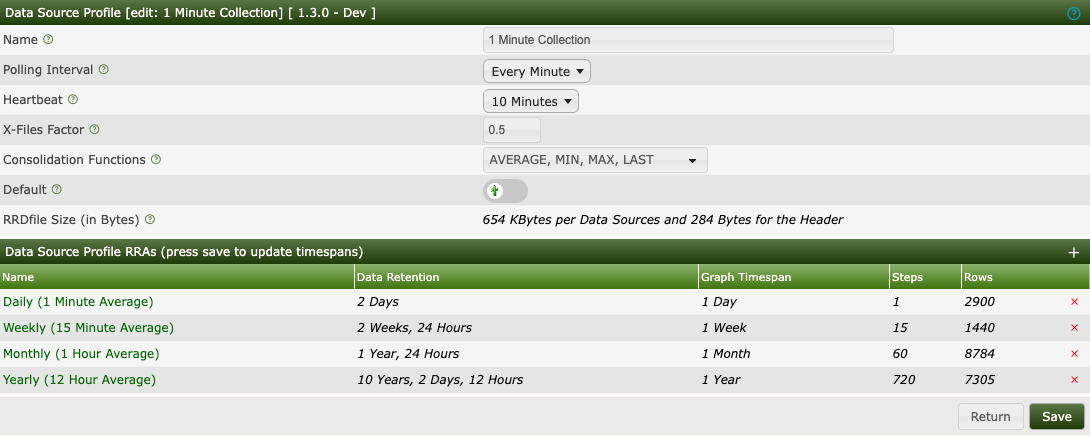 Data Source Profile [edit: 1 Minute Collection] [ 1.3.0 - Dev ]
Name
1 Minute Collection
Polling Interval
Every Minute
Heartbeat
10 Minutes
X-Files Factor
0.5
Consolidation Functions
AVERAGE, MIN, MAX, LAST
Default
RRDfile Size (in Bytes)
654 KBytes per Data Sources and 284 Bytes for the Header
Data Source Profile RRAs (press save to update timespans)
Name Data Retention Graph Timespan Steps Rows
Daily (1 Minute Average) 2 Days 1 Day 1 2900
Weekly (15 Minute Average) 2 Weeks, 24 Hours 1 Week 15 1440
Monthly (1 Hour Average) 1 Year, 24 Hours 1 Month 60 8784
Yearly (12 Hour Average) 10 Years, 2 Days, 12 Hours 1 Year 720 7305
Return Save